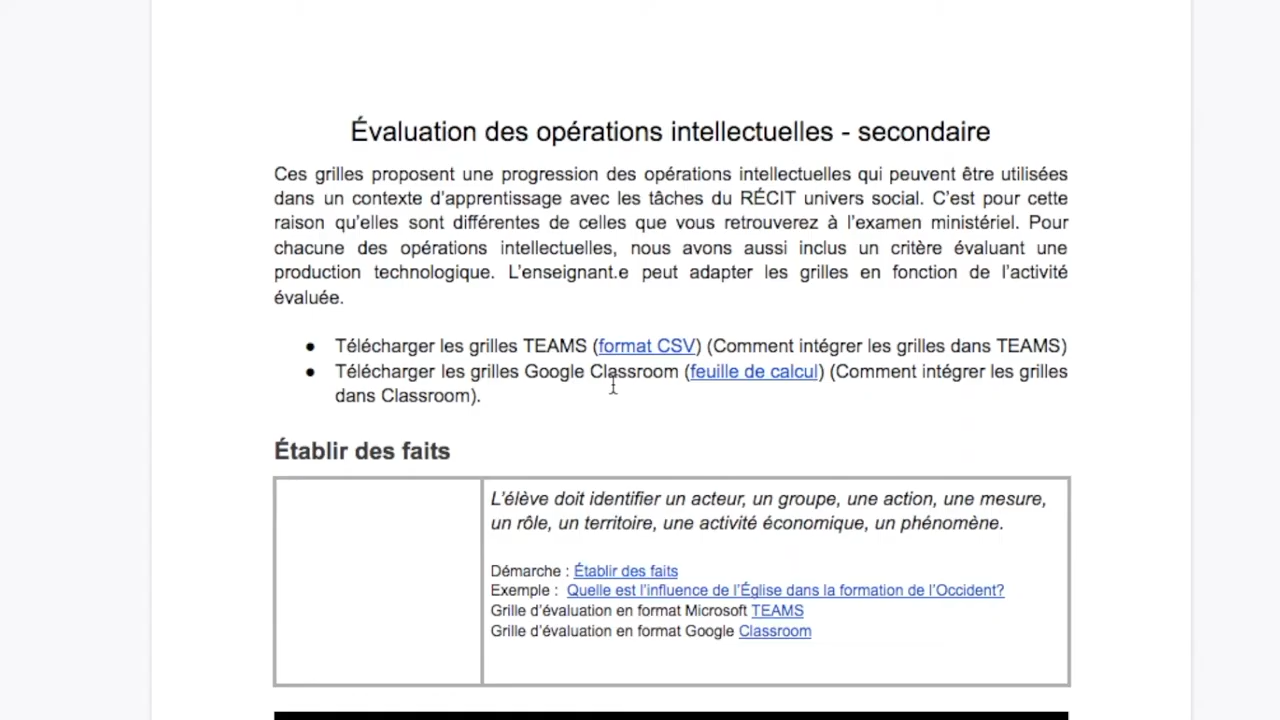 Évaluation des opérations intellectuelles - secondaire
Ces grilles proposent une progression des opérations intellectuelles qui peuvent être utilisées
dans un contexte d’apprentissage avec les tâches du RÉCIT univers social. C’est pour cette
raison qu’elles sont différentes de celles que vous retrouverez à l’examen ministériel. Pour
chacune des opérations intellectuelles, nous avons aussi inclus un critère évaluant une
production technologique. L’enseignant.e peut adapter les grilles en fonction de l’activité
évaluée.
● Télécharger les grilles TEAMS (format CSV) (Comment intégrer les grilles dans TEAMS)
● Télécharger les grilles Google Classroom (feuille de calcul) (Comment intégrer les grilles
dans Classroom).
Établir des faits
L’élève doit identifier un acteur, un groupe, une action, une mesure,
un rôle, un territoire, une activité économique, un phénomène.
Démarche : Établir des faits
Exemple : Quelle est l’influence de l’Église dans la formation de l’Occident?
Grille d’évaluation en format Microsoft TEAMS
Grille d’évaluation en format Google Classroom